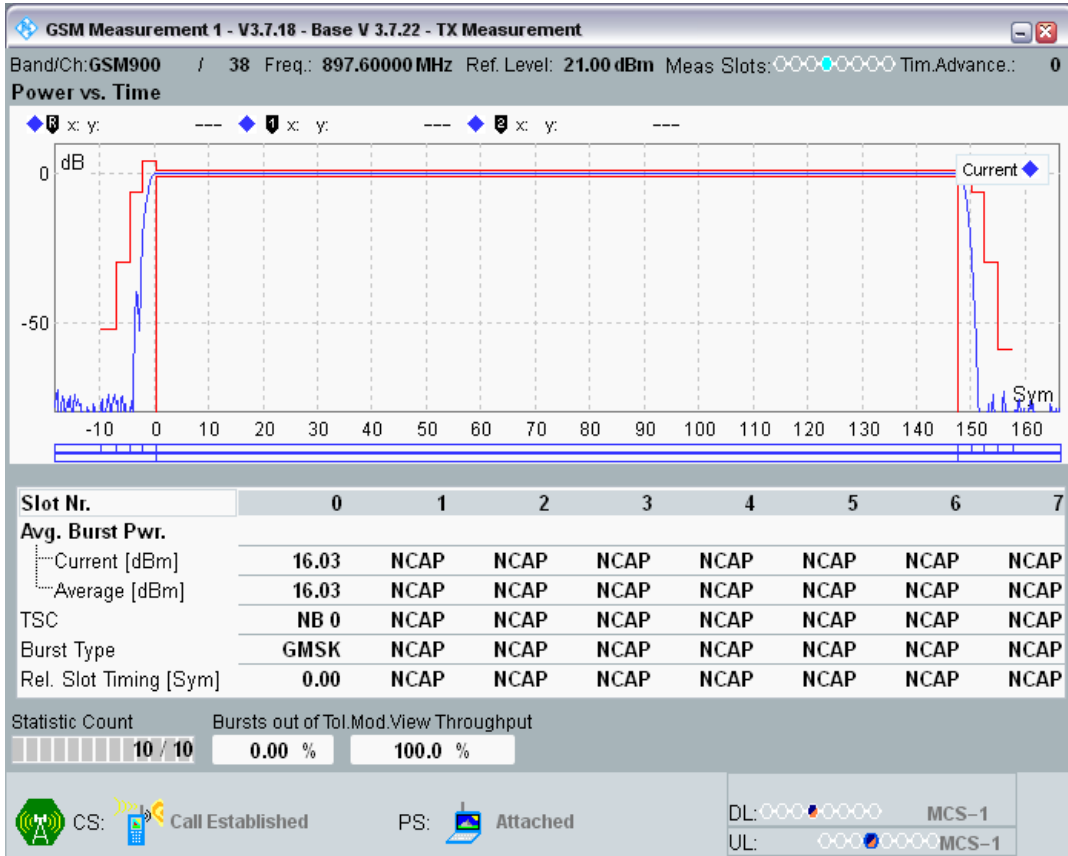 GSM Measurement 1 - V3.7.18 - Base V 3.7.22 - TX Measurement
Band/Ch:GSM900 / 38 Freq.: 897.60000 MHz Ref. Level: 21.00 dBm Meas Slots: Tim.Advance.: 0
Power vs. Time
R x: y: --- 1 x: y: --- 2 x: y: ---
dB
Current
0
-50
Sym
-10 0 10 20 30 40 50 60 70 80 90 100 110 120 130 140 150 160
Slot Nr. 0 1 2 3 4 5 6 7
Avg. Burst Pwr.
Current [dBm] 16.03 NCAP NCAP NCAP NCAP NCAP NCAP NCAP
Average [dBm] 16.03 NCAP NCAP NCAP NCAP NCAP NCAP NCAP
TSC NB 0 NCAP NCAP NCAP NCAP NCAP NCAP NCAP
Burst Type GMSK NCAP NCAP NCAP NCAP NCAP NCAP NCAP
Rel. Slot Timing [Sym] 0.00 NCAP NCAP NCAP NCAP NCAP NCAP NCAP
Statistic Count Bursts out of Tol.Mod.View Throughput
10 / 10 0.00 % 100.0 %
CS: Call Established PS: Attached
DL: MCS-1
UL: MCS-1